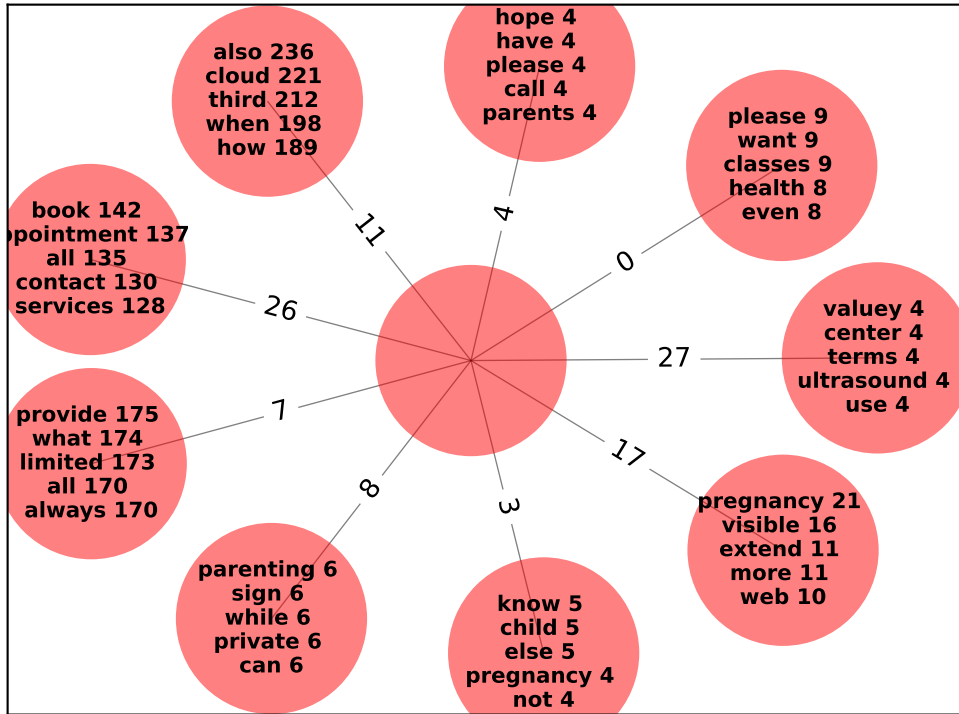 hope 4
have 4
please 4
call 4
parents 4
also 236
cloud 221
third 212
when 198
how 189
please 9
want 9
classes 9
health 8
even 8
book 142
ppointment 137
all 135
contact 130
services 128
11
4
0
26
27
valuey 4
center 4
terms 4
ultrasound 4
use 4
provide 175
what 174
limited 173
all 170
always 170
7
8
3
17
pregnancy 21
visible 16
extend 11
more 11
web 10
parenting 6
sign 6
while 6
private 6
can 6
know 5
child 5
else 5
pregnancy 4
not 4